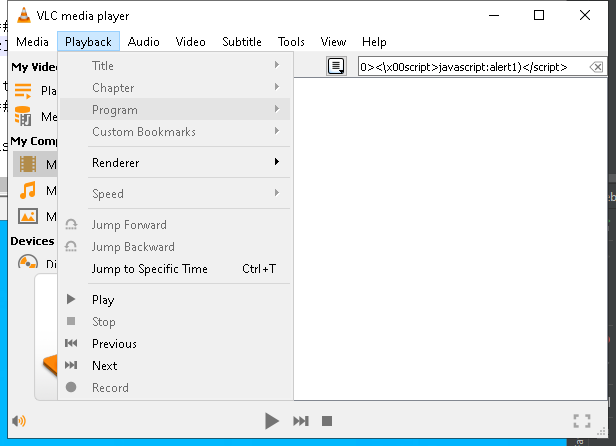 VLC media player
Media Playback Audio Video Subtitle Tools View Help
My Vide
0><\x00script>javascript:alert1)</script>
Title
Pla
Chapter
Me
Program
Custom Bookmarks
My Comp
Renderer
M
M
Speed
M
Jump Forward
Devices
Jump Backward
Di
Jump to Specific Time Ctrl+T
Play
Stop
Previous
Next
Record